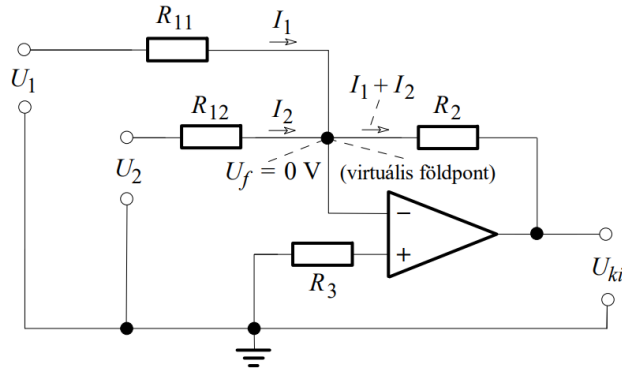 R11
I1
U1
I1 + I2
R12
I2
R2
U2
Uf = 0 V
(virtuális földpont)
−
+
R3
Uki